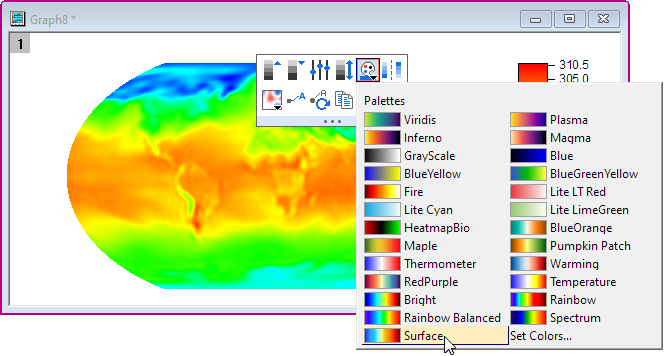 Graph8 *
1
310.5
305.0
A
A
Palettes
Viridis Plasma
Inferno Magma
GrayScale Blue
BlueYellow BlueGreenYellow
Fire Lite LT Red
Lite Cyan Lite LimeGreen
HeatmapBio BlueOrange
Maple Pumpkin Patch
Thermometer Warming
RedPurple Temperature
Bright Rainbow
Rainbow Balanced Spectrum
Surface Set Colors...